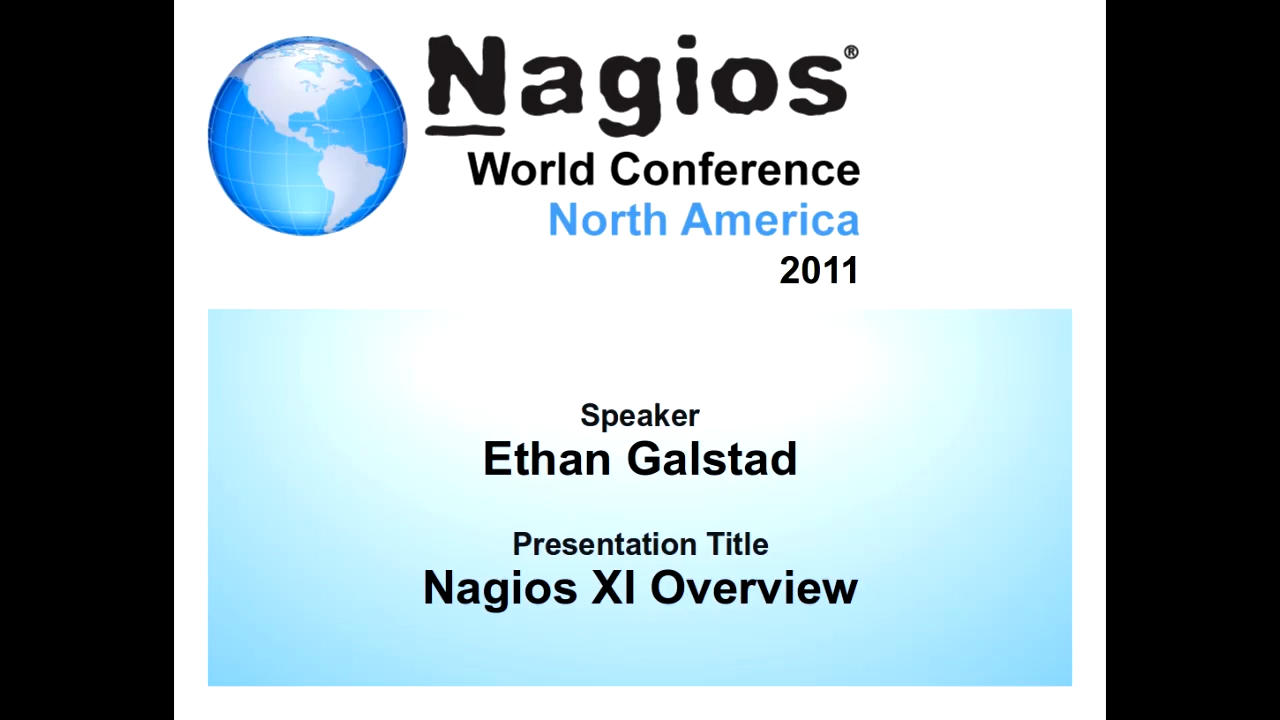 Nagios®
World Conference
North America
2011
Speaker
Ethan Galstad
Presentation Title
Nagios XI Overview